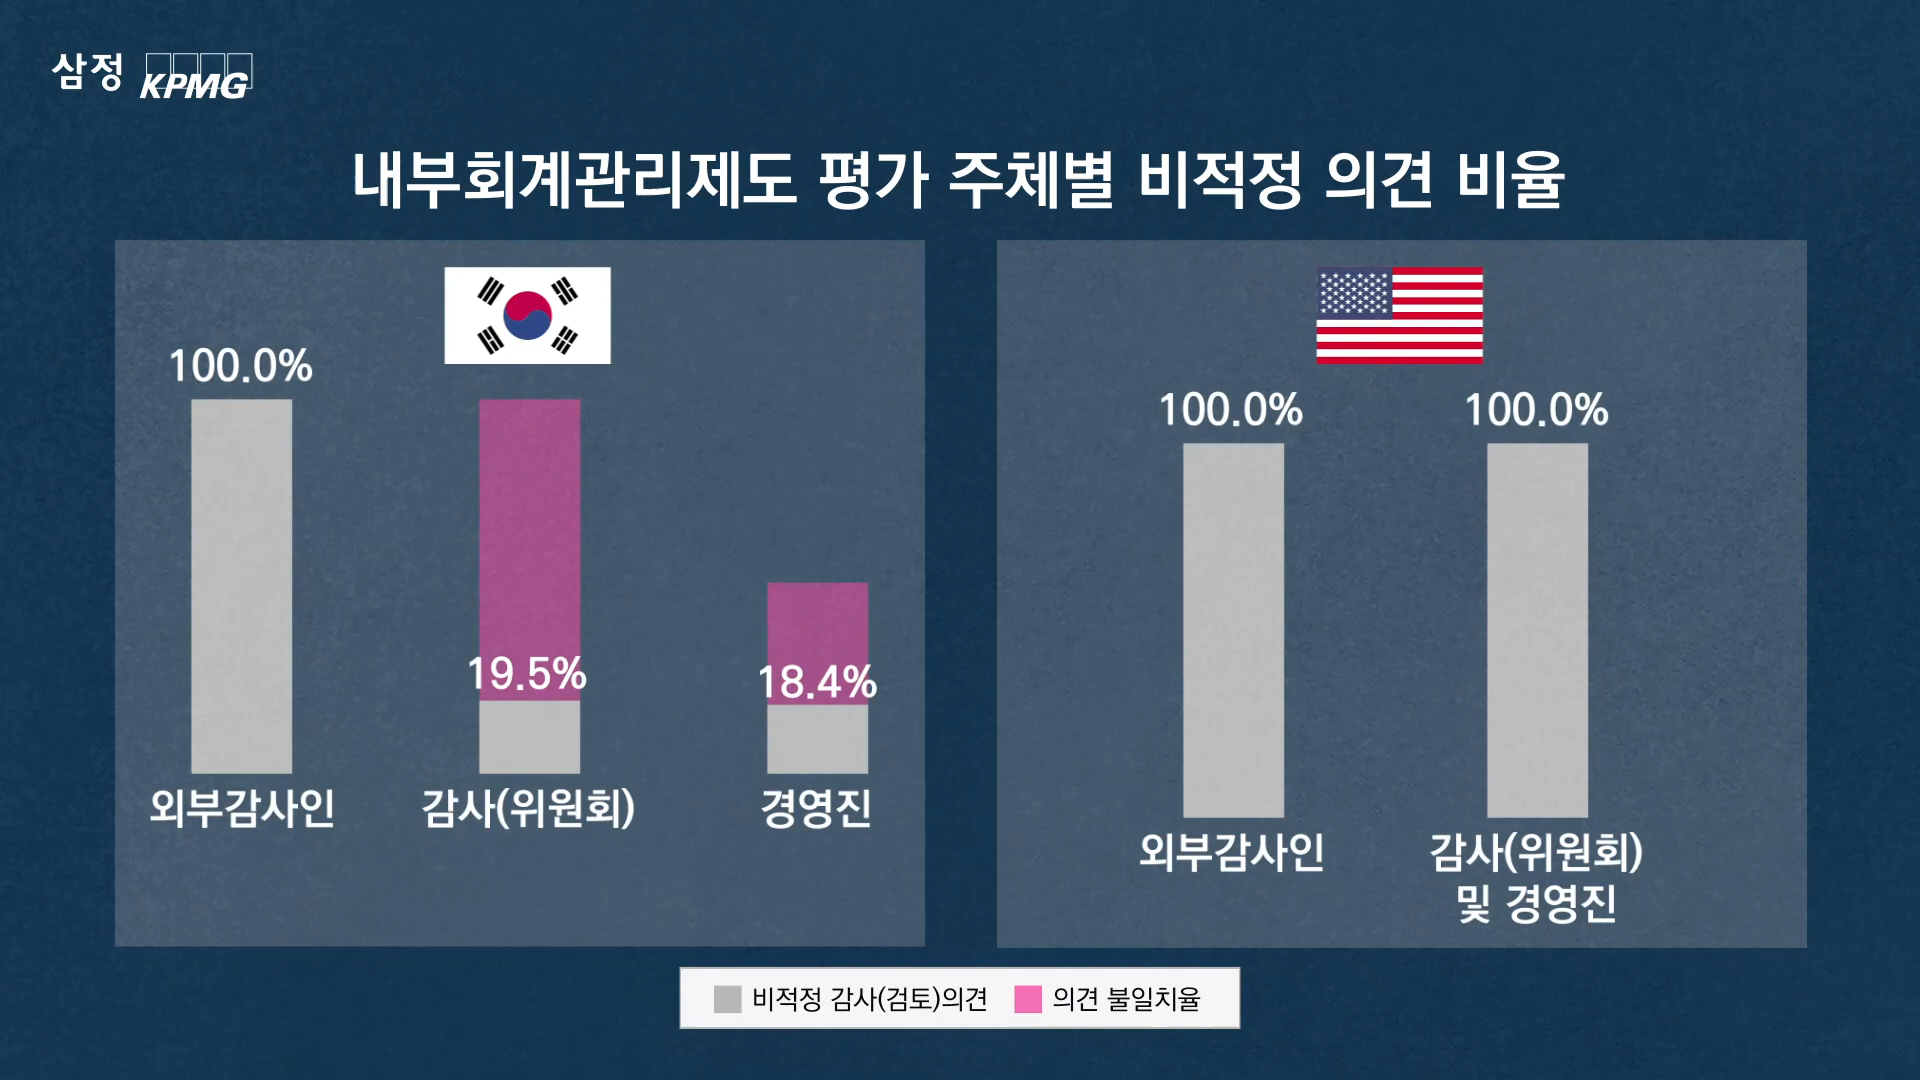 삼정 KPMG
내부회계관리제도 평가 주체별 비적정 의견 비율
100.0%
19.5%
18.4%
외부감사인
감사(위원회)
경영진
100.0%
100.0%
외부감사인
감사(위원회)
및 경영진
비적정 감사(검토)의견
의견 불일치율